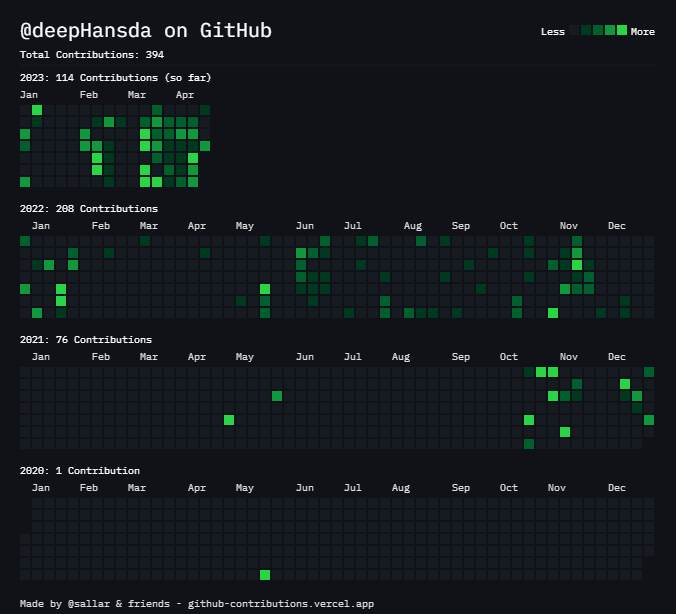 @deepHansda on GitHub
Less More
Total Contributions: 394
2023: 114 Contributions (so far)
Jan Feb Mar Apr
2022: 208 Contributions
Jan Feb Mar Apr May Jun Jul Aug Sep Oct Nov Dec
2021: 76 Contributions
Jan Feb Mar Apr May Jun Jul Aug Sep Oct Nov Dec
2020: 1 Contribution
Jan Feb Mar Apr May Jun Jul Aug Sep Oct Nov Dec
Made by @sallar & friends - github-contributions.vercel.app